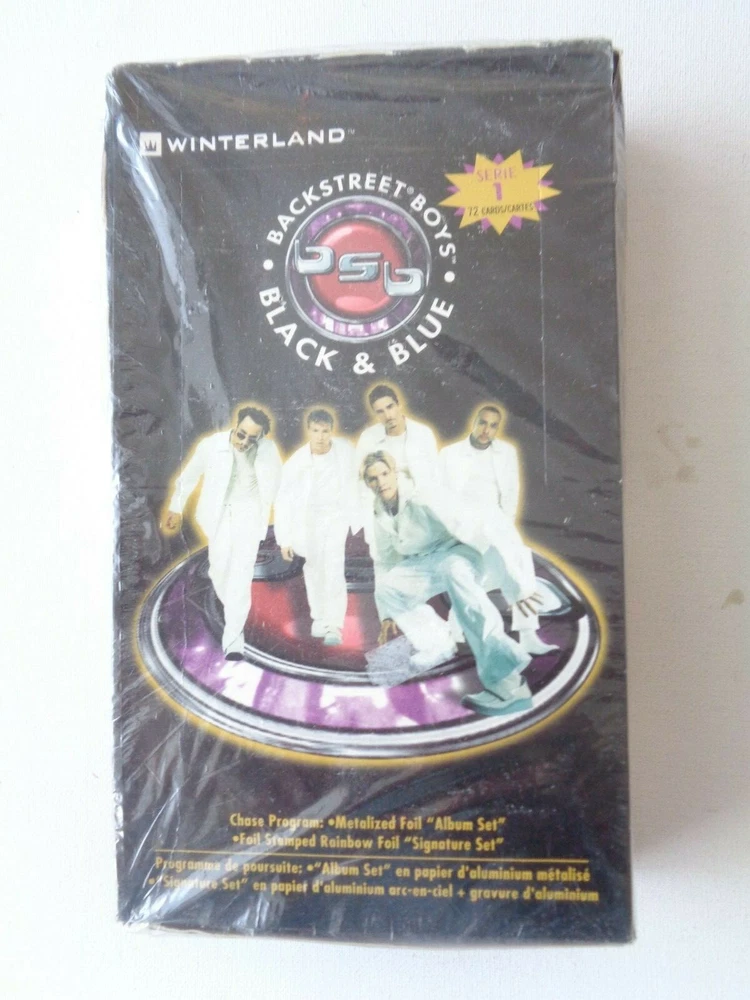 WINTERLAND™
SERIE
1
72 CARDS/CARTES
• BACKSTREET® BOYS™ •
bsb
BLACK & BLUE
Chase Program: •Metalized Foil "Album Set"
•Foil Stamped Rainbow Foil "Signature Set"
Programme de poursuite: •"Album Set" en papier d'aluminium métalisé
•"Signature Set" en papier d'aluminium arc-en-ciel + gravure d'aluminium